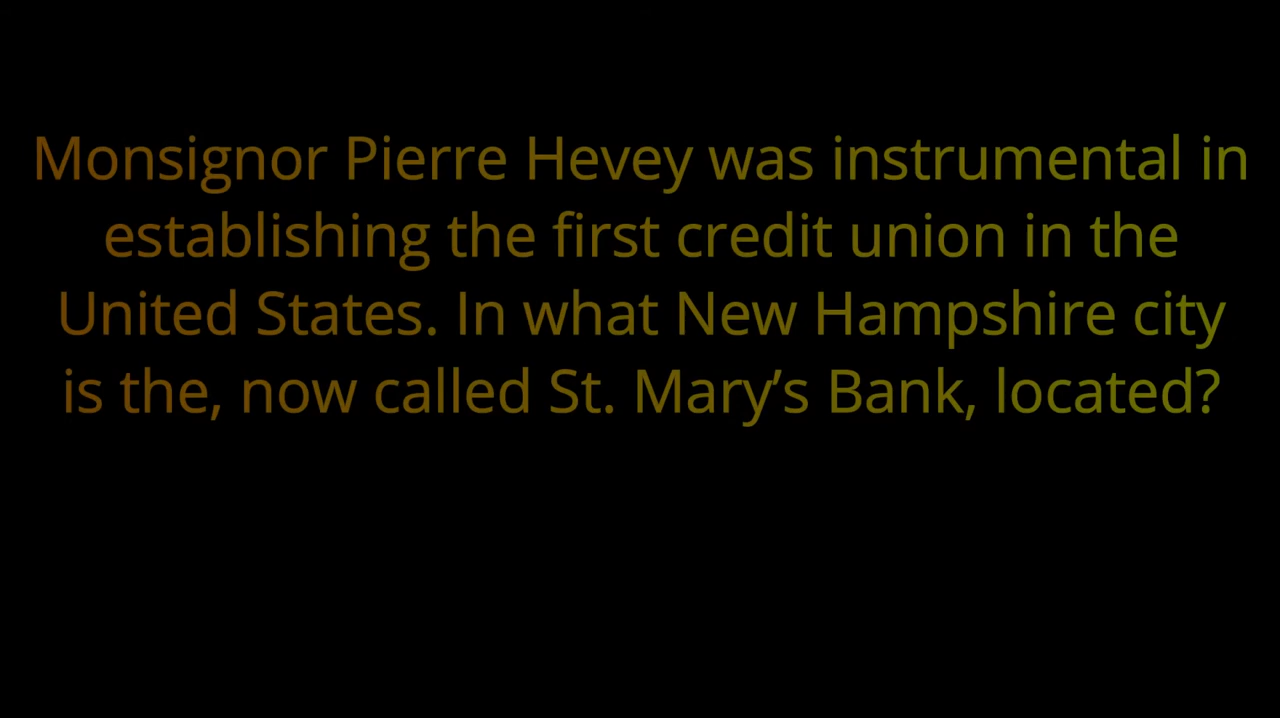 Monsignor Pierre Hevey was instrumental in
establishing the first credit union in the
United States. In what New Hampshire city
is the, now called St. Mary’s Bank, located?